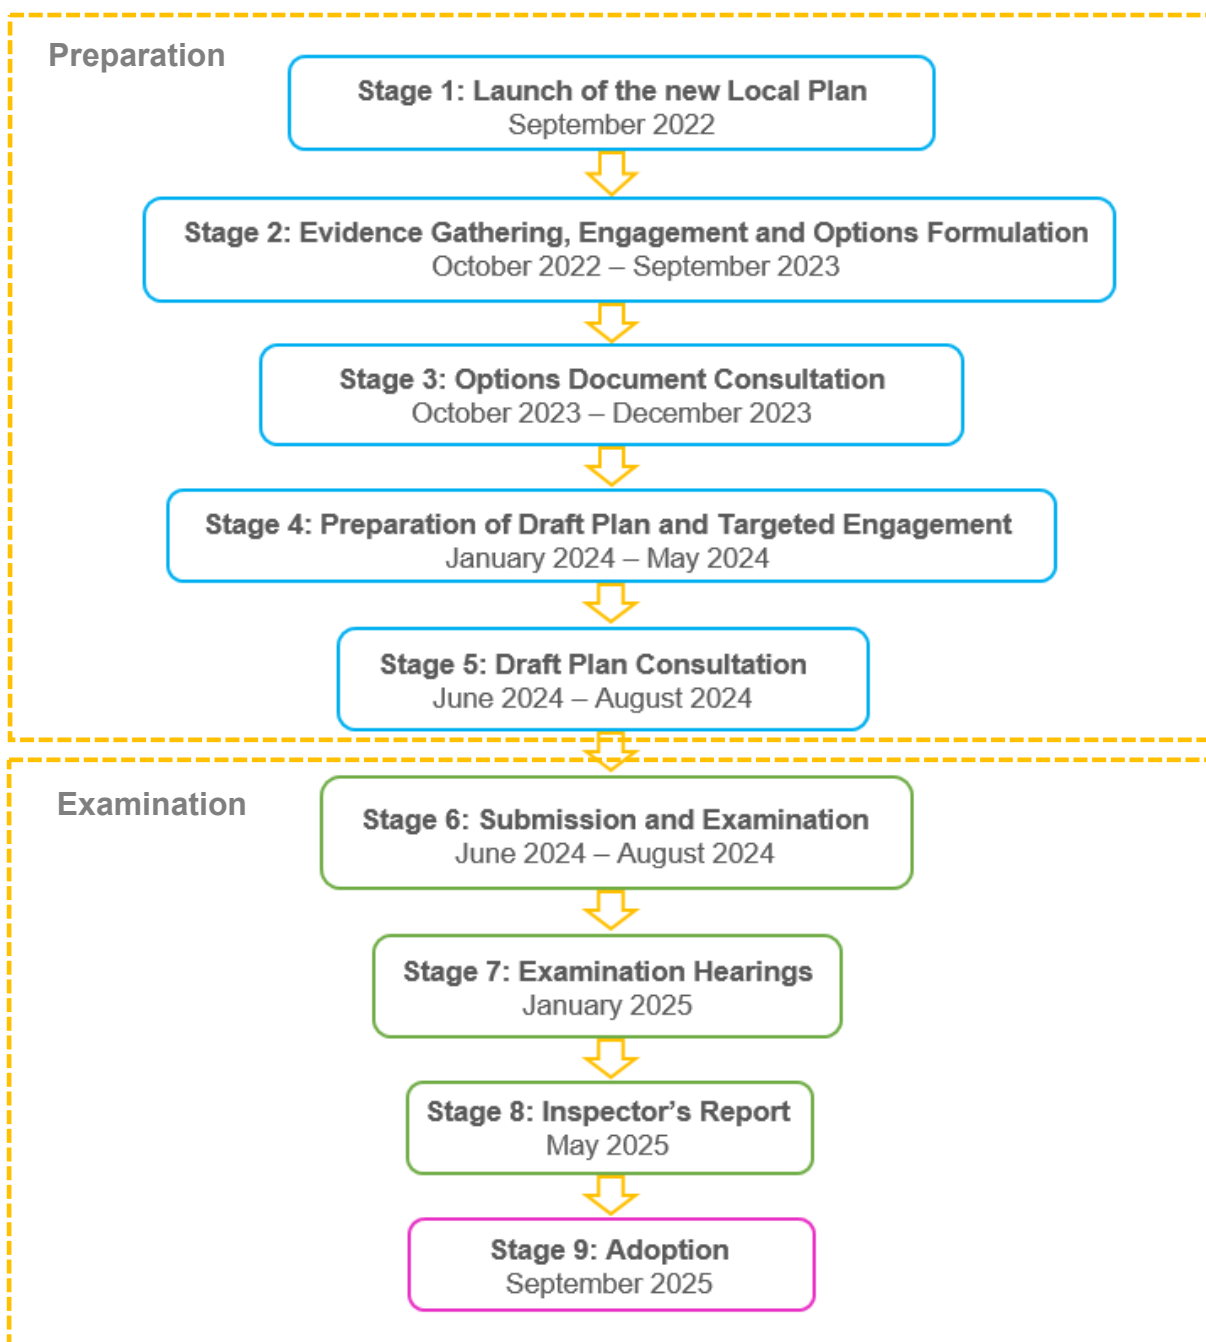 Preparation
Stage 1: Launch of the new Local Plan
September 2022
Stage 2: Evidence Gathering, Engagement and Options Formulation
October 2022 – September 2023
Stage 3: Options Document Consultation
October 2023 – December 2023
Stage 4: Preparation of Draft Plan and Targeted Engagement
January 2024 – May 2024
Stage 5: Draft Plan Consultation
June 2024 – August 2024
Examination
Stage 6: Submission and Examination
June 2024 – August 2024
Stage 7: Examination Hearings
January 2025
Stage 8: Inspector’s Report
May 2025
Stage 9: Adoption
September 2025